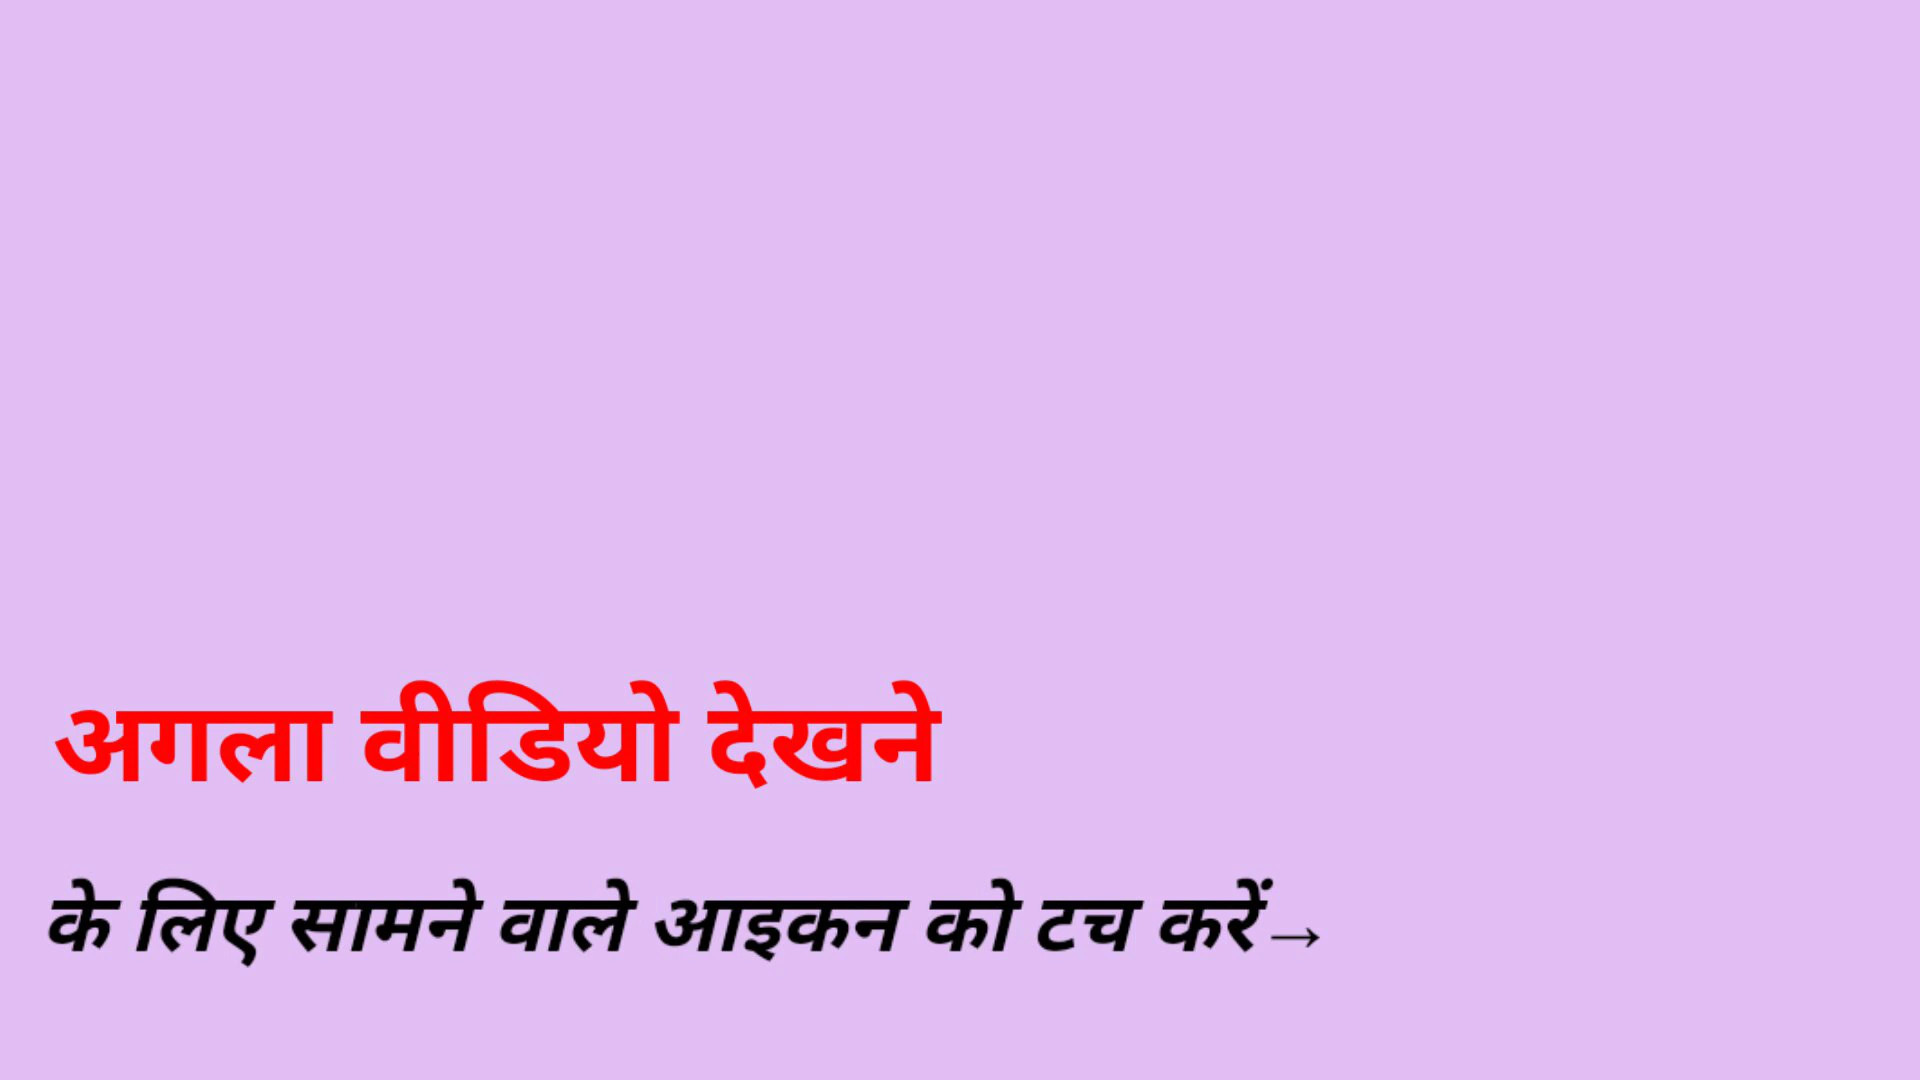 अगला वीडियो देखने
के लिए सामने वाले आइकन को टच करें→